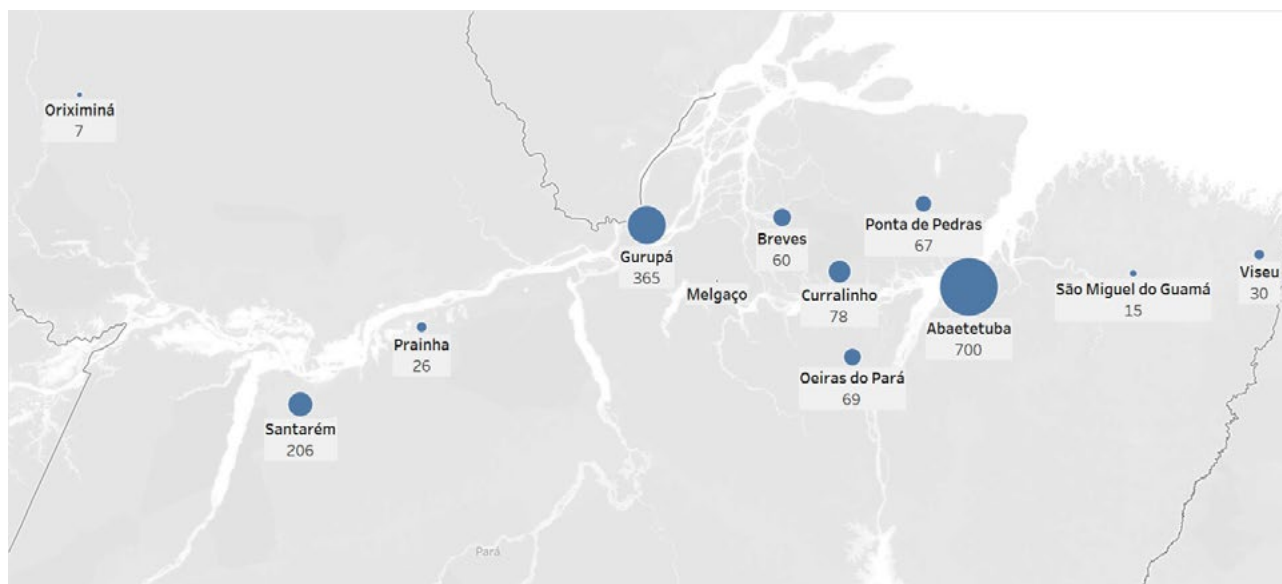 Oriximiná
7
Gurupá
365
Breves
60
Ponta de Pedras
67
Melgaço
Curralinho
78
Abaetetuba
700
São Miguel do Guamá
15
Viseu
30
Prainha
26
Oeiras do Pará
69
Santarém
206
Pará